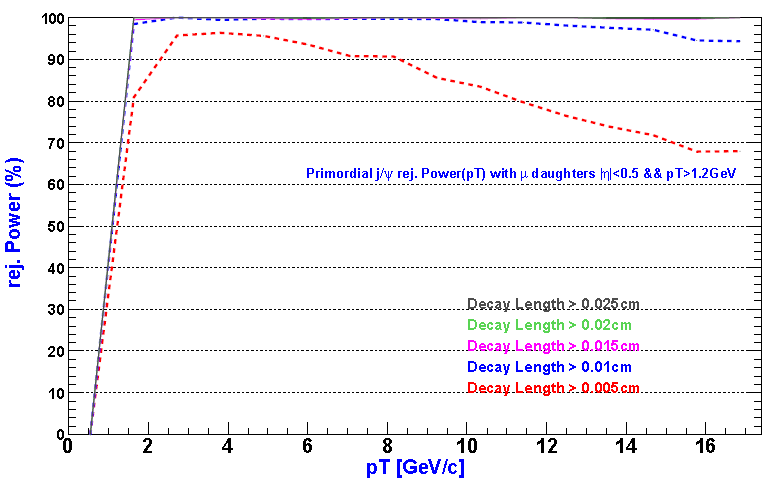 100
90
80
70
60
50
40
30
20
10
0
rej. Power (%)
Primordial j/ψ rej. Power(pT) with μ daughters |η|<0.5 && pT>1.2GeV
Decay Length > 0.025cm
Decay Length > 0.02cm
Decay Length > 0.015cm
Decay Length > 0.01cm
Decay Length > 0.005cm
0 2 4 6 8 10 12 14 16
pT [GeV/c]